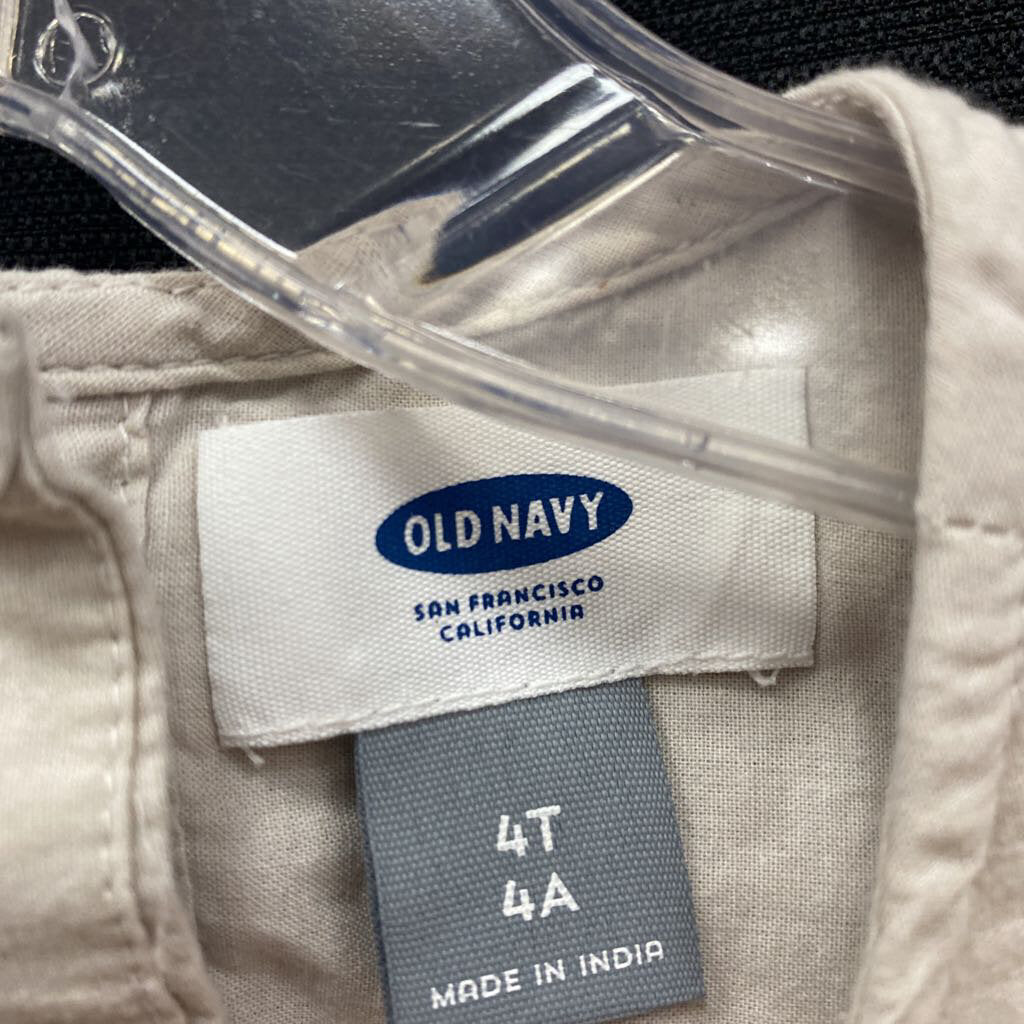 OLD NAVY
SAN FRANCISCO
CALIFORNIA
4T
4A
MADE IN INDIA